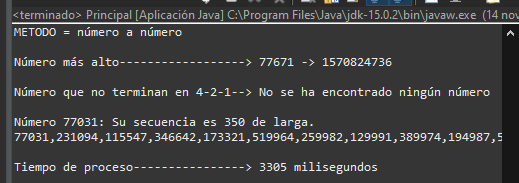 <terminado> Principal [Aplicación Java] C:\Program Files\Java\jdk-15.0.2\bin\javaw.exe (14 nov
METODO = número a número
Número más alto------------------> 77671 -> 1570824736
Número que no terminan en 4-2-1--> No se ha encontrado ningún número
Número 77031: Su secuencia es 350 de larga.
77031,231094,115547,346642,173321,519964,259982,129991,389974,194987,5
Tiempo de proceso----------------> 3305 milisegundos